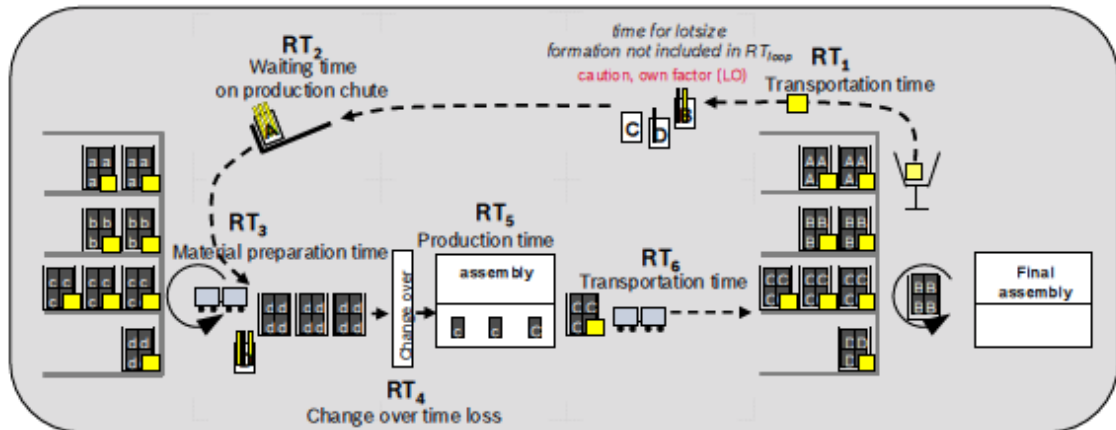 time for lotsize
formation not included in RTloop
caution, own factor (LO)
RT1
Transportation time
RT2
Waiting time
on production chute
A
C
D
B
a a
a
a a
a
A A
A
A A
A
b b
b
b b
b
B B
B
B B
B
RT3
Material preparation time
RT5
Production time
RT6
Transportation time
c c
c
c c
c
c c
c
d d
d d
d d
d d
d d
d d
Change over
assembly
c
c
C
C C
C
C C
C
C C
C
C C
C
B B
B B
Final
assembly
d d
d
D D
D
RT4
Change over time loss